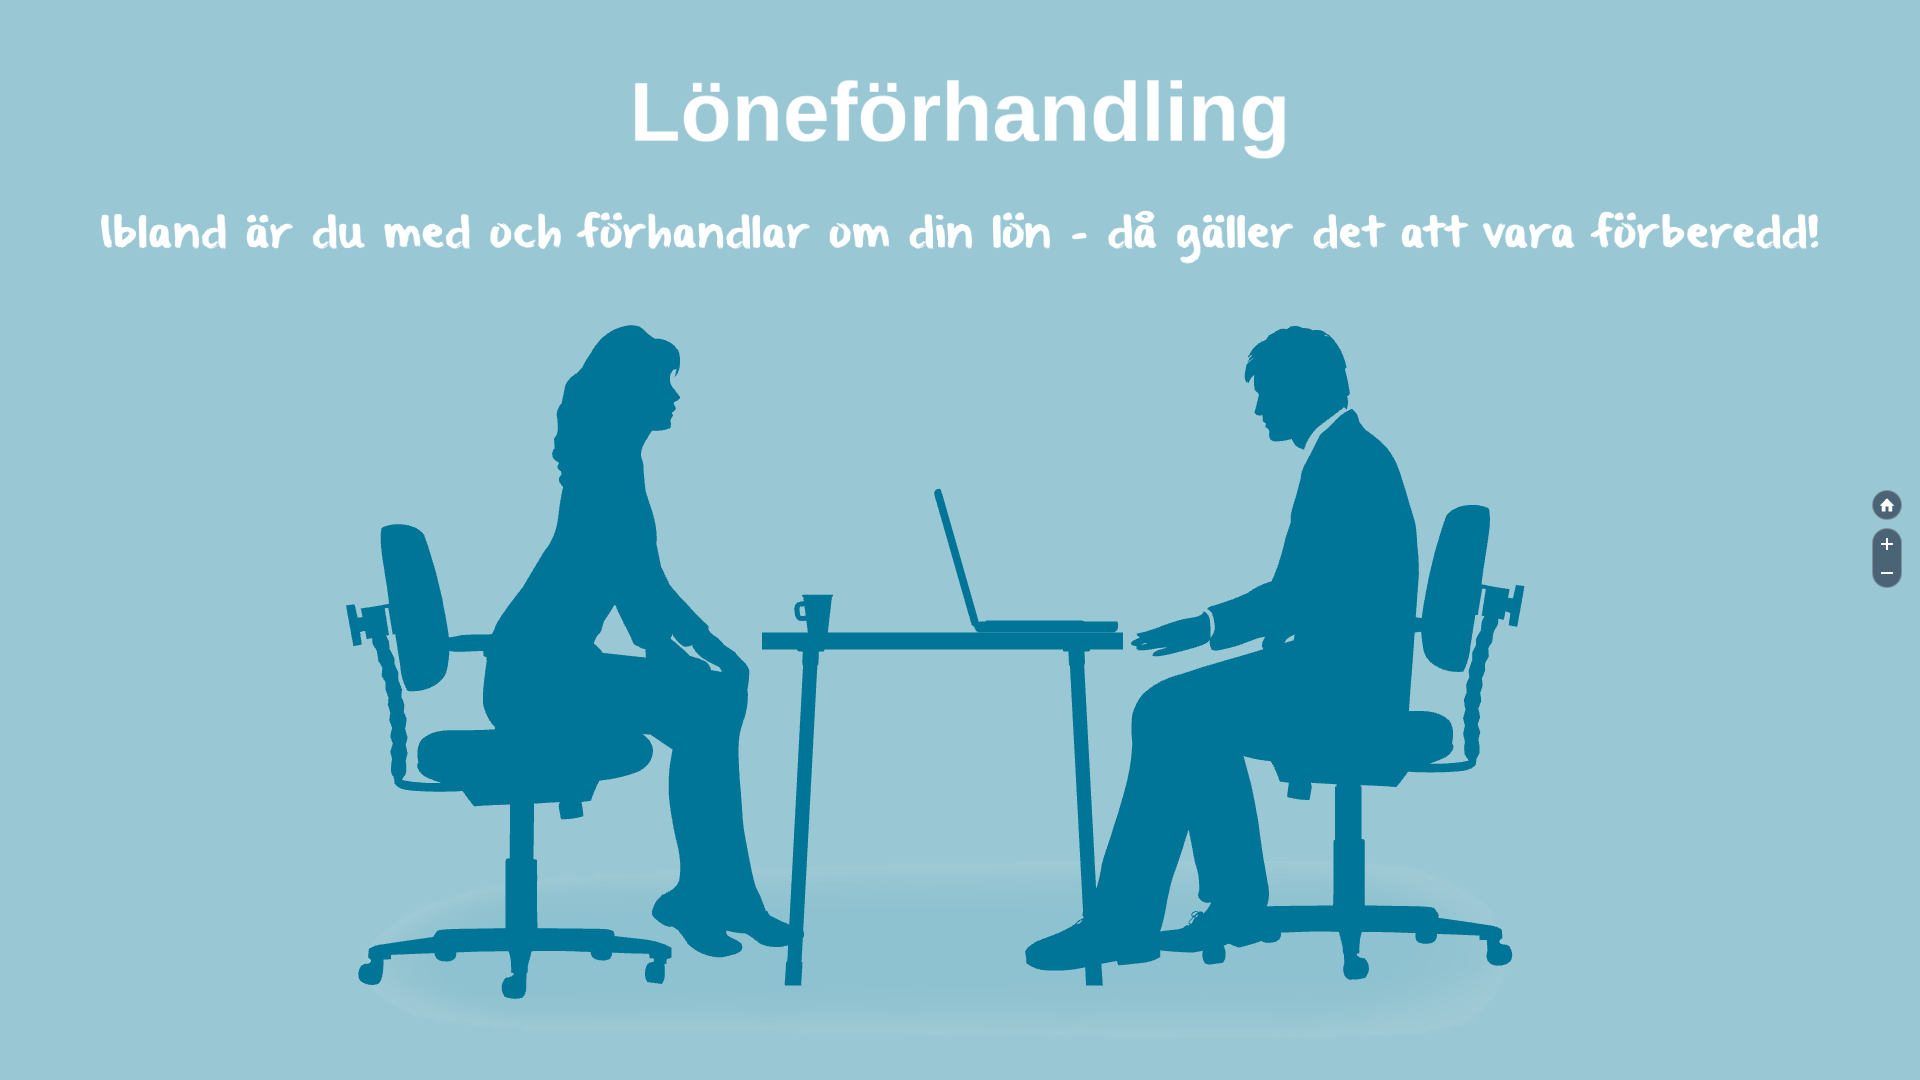 Löneförhandling
Ibland är du med och förhandlar om din lön - då gäller det att vara förberedd!